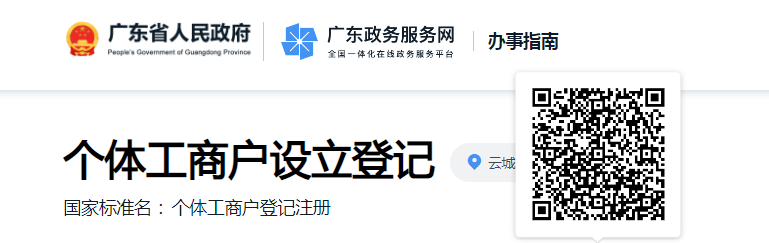 广东省人民政府
People's Government of Guangdong Province
广东政务服务网
全国一体化在线政务服务平台
办事指南
个体工商户设立登记
云城
国家标准名：个体工商户登记注册